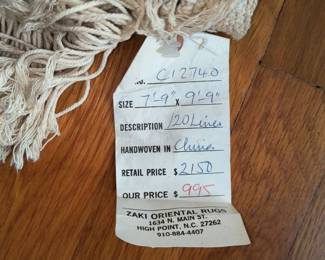 NO. C12740
SIZE 7'-9" x 9'-9"
DESCRIPTION 120 Lines
HANDWOVEN IN China
RETAIL PRICE $ 2150
OUR PRICE $ 995
ZAKI ORIENTAL RUGS
1634 N. MAIN ST.
HIGH POINT, N.C. 27262
910-884-4407